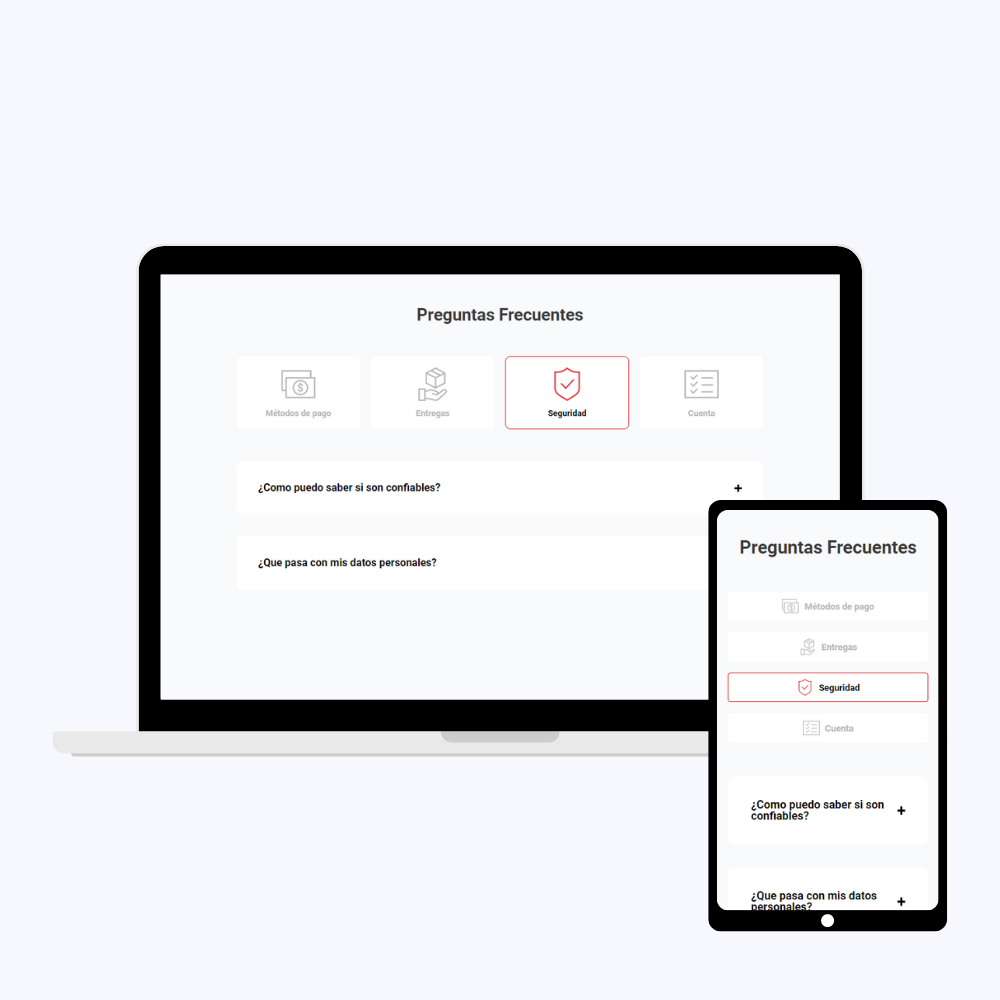 Preguntas Frecuentes
Métodos de pago
Entregas
Seguridad
Cuenta
¿Como puedo saber si son confiables?
+
¿Que pasa con mis datos personales?
Preguntas Frecuentes
Métodos de pago
Entregas
Seguridad
Cuenta
¿Como puedo saber si son
confiables?
+
¿Que pasa con mis datos
personales?
+